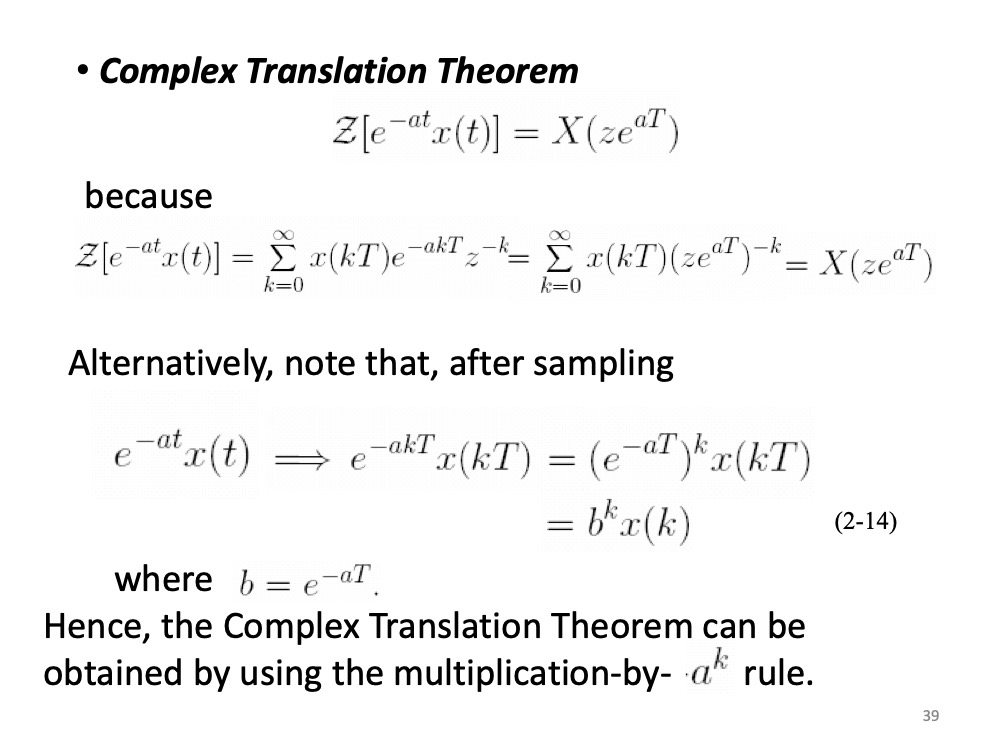 • Complex Translation Theorem
𝒵[e^{-at}x(t)] = X(ze^{aT})
because
𝒵[e^{-at}x(t)] = ∑_{k=0}^{∞} x(kT)e^{-akT}z^{-k} = ∑_{k=0}^{∞} x(kT)(ze^{aT})^{-k} = X(ze^{aT})
Alternatively, note that, after sampling
e^{-at}x(t) ⟹ e^{-akT}x(kT) = (e^{-aT})^k x(kT)
= b^k x(k) (2-14)
where b = e^{-aT}.
Hence, the Complex Translation Theorem can be
obtained by using the multiplication-by- a^k rule.
39